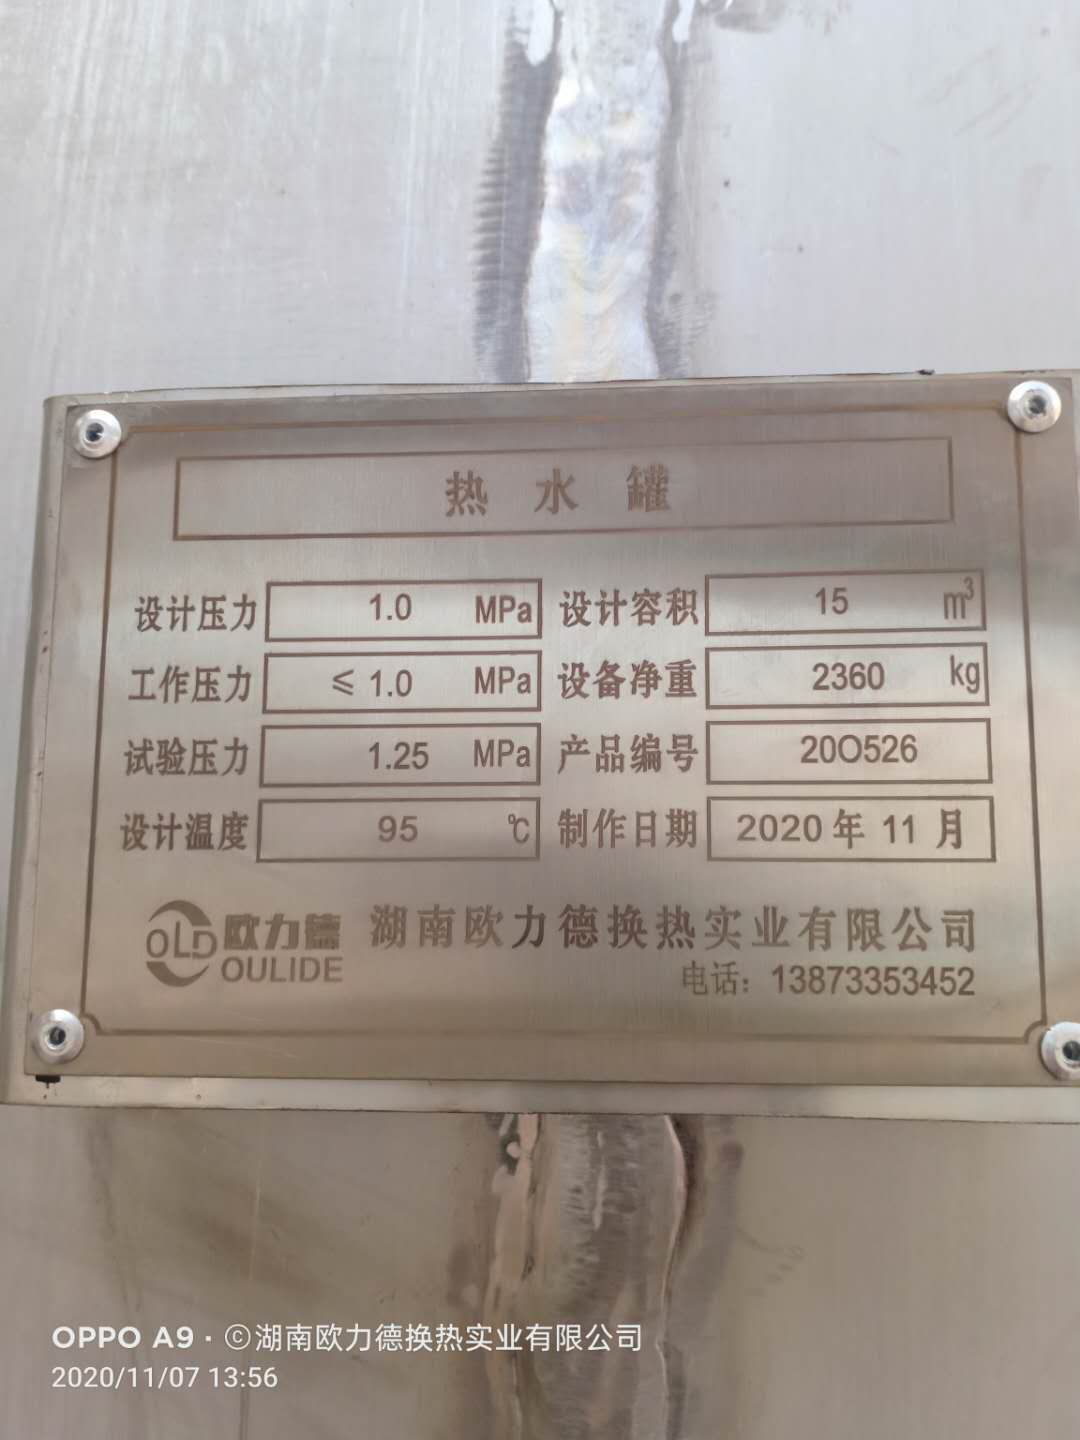 热水罐
设计压力 1.0 MPa 设计容积 15 m³
工作压力 ≤ 1.0 MPa 设备净重 2360 kg
试验压力 1.25 MPa 产品编号 20O526
设计温度 95 ℃ 制作日期 2020 年 11 月
OLD 欧力德 湖南欧力德换热实业有限公司
OULIDE 电话：13873353452
OPPO A9 · ©湖南欧力德换热实业有限公司
2020/11/07 13:56